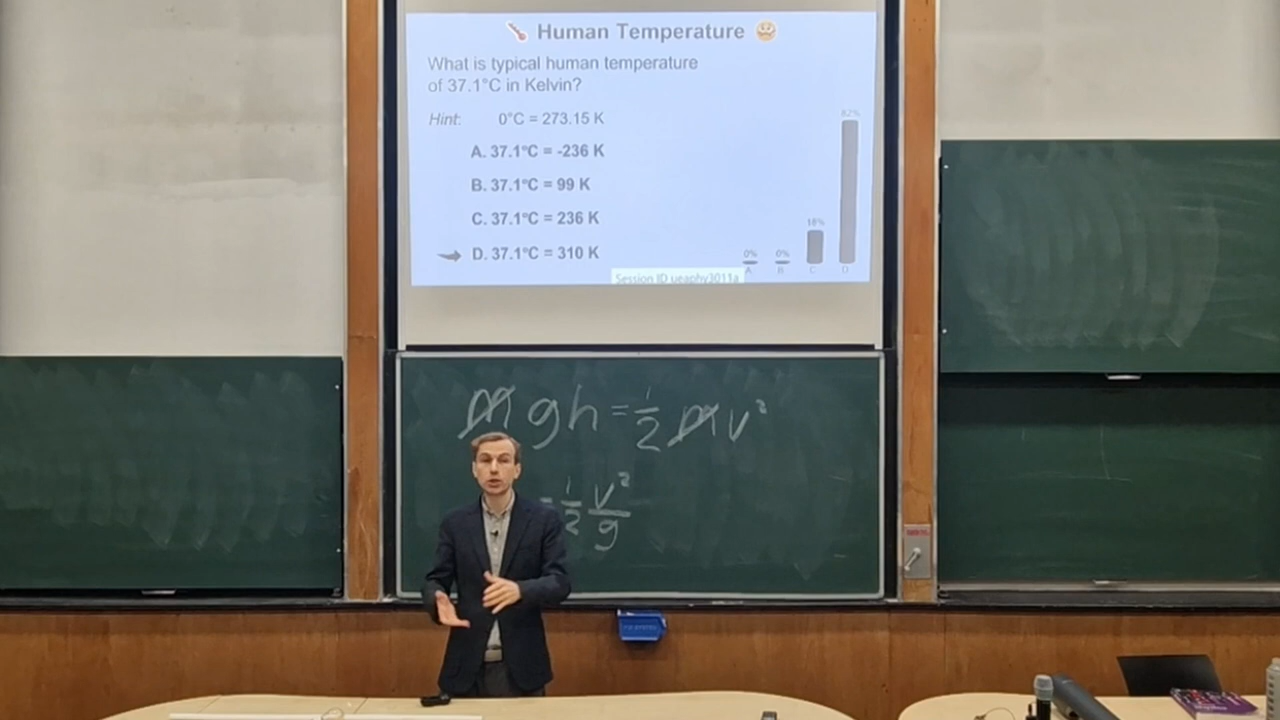 Human Temperature
What is typical human temperature
of 37.1°C in Kelvin?
Hint: 0°C = 273.15 K
A. 37.1°C = -236 K
B. 37.1°C = 99 K
C. 37.1°C = 236 K
D. 37.1°C = 310 K
82%
18%
0% 0%
A B C D
Session ID ueaphy3011a
mgh = 1/2 mv²
= 1/2 v²/g